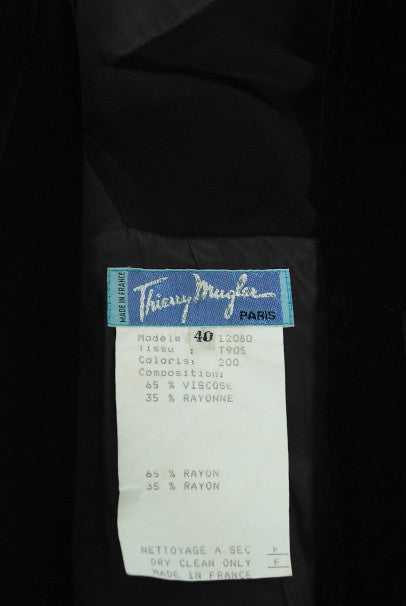 MADE IN FRANCE
Thierry Mugler
PARIS
Modèle 40 12080
Tissu : T905
Coloris: 200
Composition:
65 % VISCOSE
35 % RAYONNE
65 % RAYON
35 % RAYON
NETTOYAGE A SEC F
DRY CLEAN ONLY F
MADE IN FRANCE